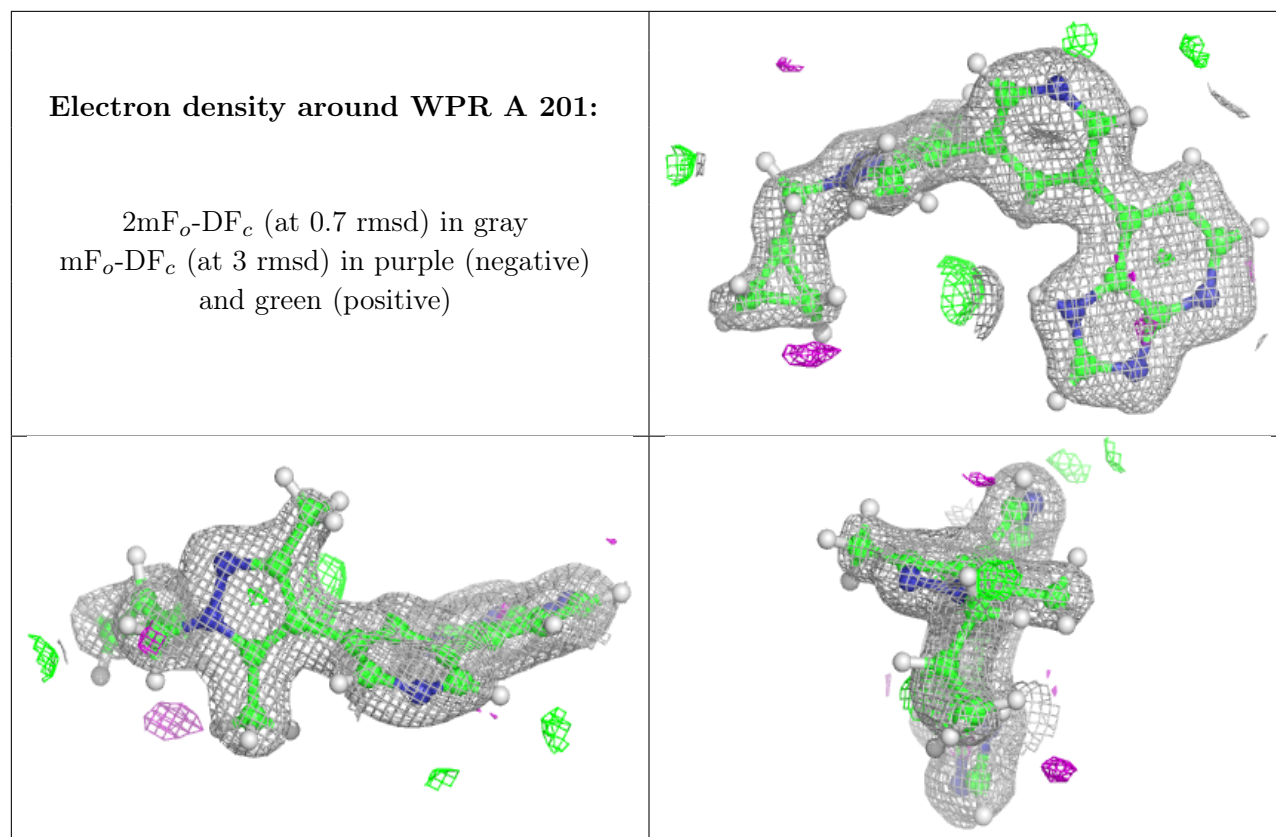 Electron density around WPR A 201:
2mFo-DFc (at 0.7 rmsd) in gray
mFo-DFc (at 3 rmsd) in purple (negative)
and green (positive)